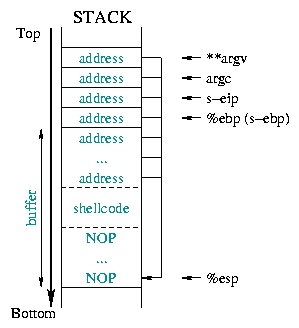 STACK
Top
address **argv
address argc
address s-eip
address %ebp (s-ebp)
address
...
address
buffer
shellcode
NOP
...
NOP %esp
Bottom